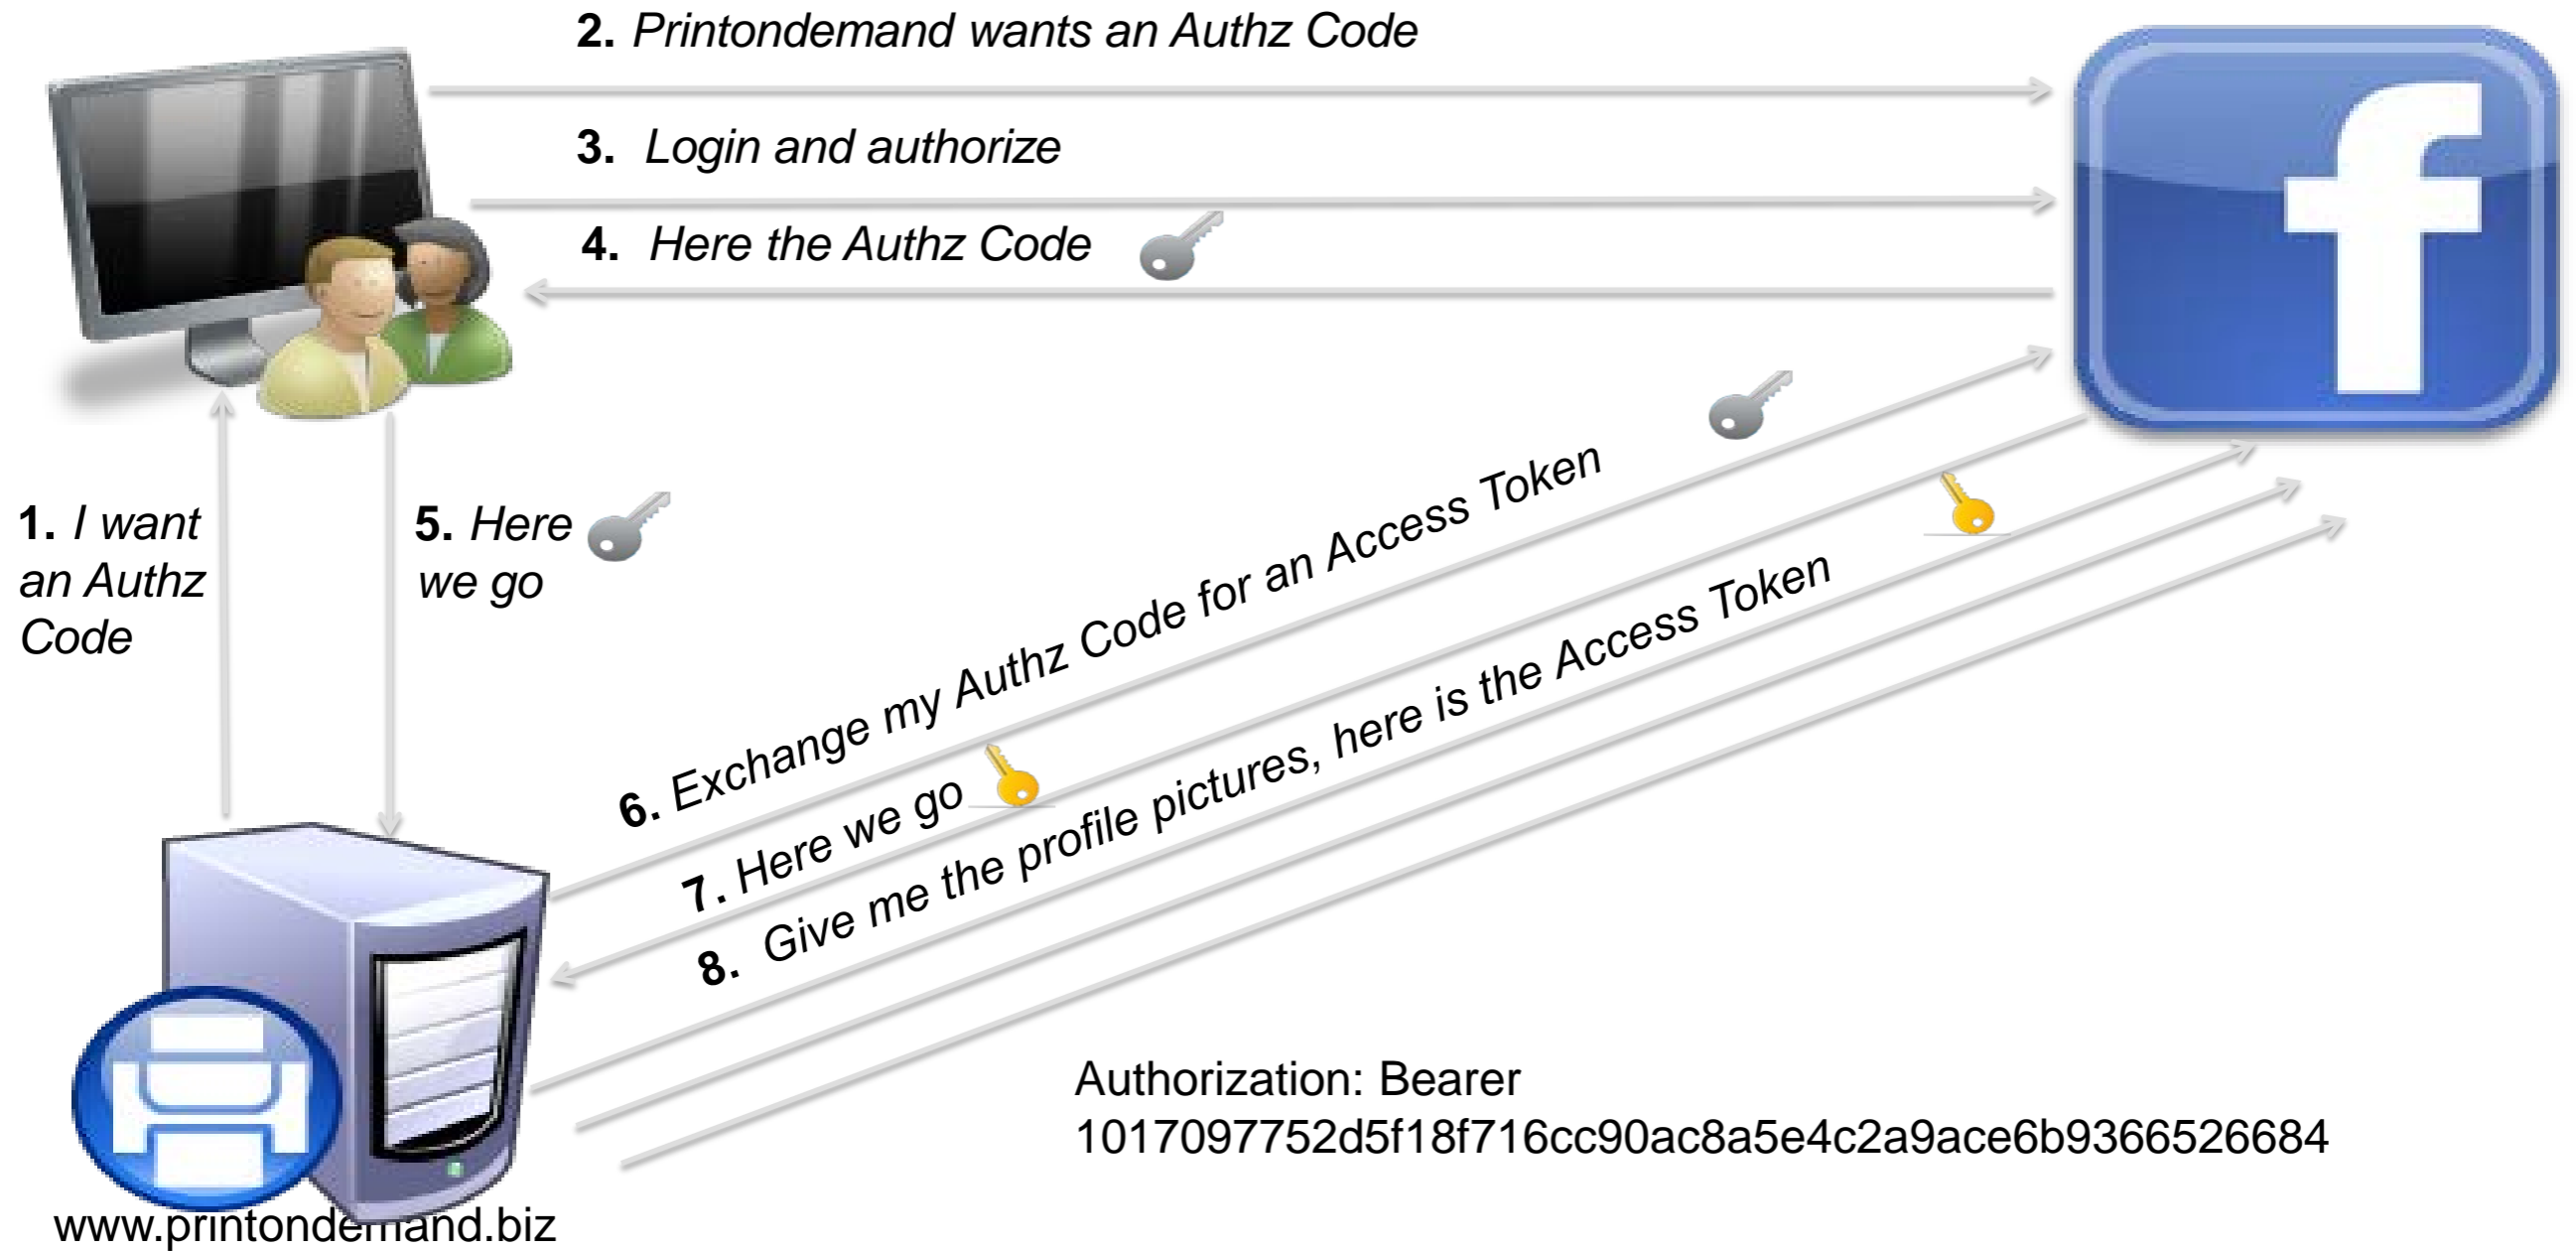 2. Printondemand wants an Authz Code
3. Login and authorize
4. Here the Authz Code
1. I want
an Authz
Code
5. Here
we go
6. Exchange my Authz Code for an Access Token
7. Here we go
8. Give me the profile pictures, here is the Access Token
Authorization: Bearer
1017097752d5f18f716cc90ac8a5e4c2a9ace6b9366526684
www.printondemand.biz
f